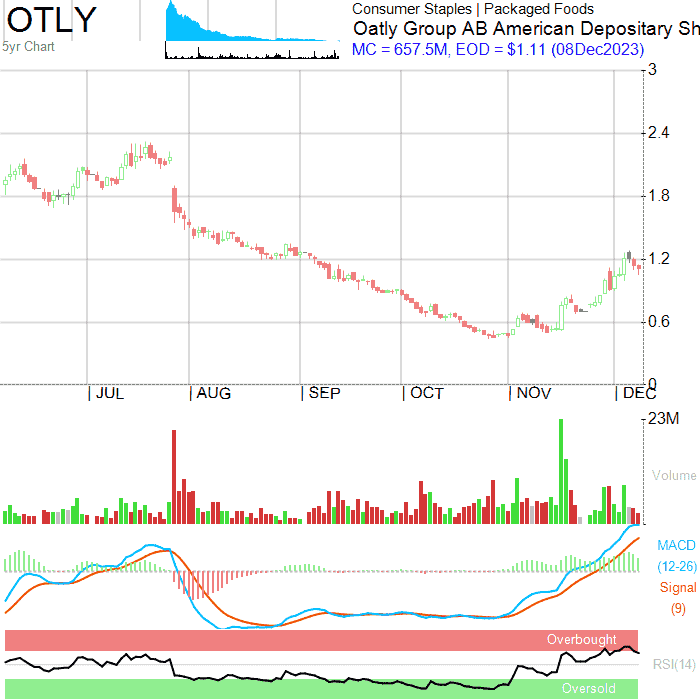 OTLY
5yr Chart
Consumer Staples | Packaged Foods
Oatly Group AB American Depositary Sh
MC = 657.5M, EOD = $1.11 (08Dec2023)
3
2.4
1.8
1.2
0.6
0
| JUL | AUG | SEP | OCT | NOV | DEC
23M
Volume
MACD
(12-26)
Signal
(9)
Overbought
RSI(14)
Oversold